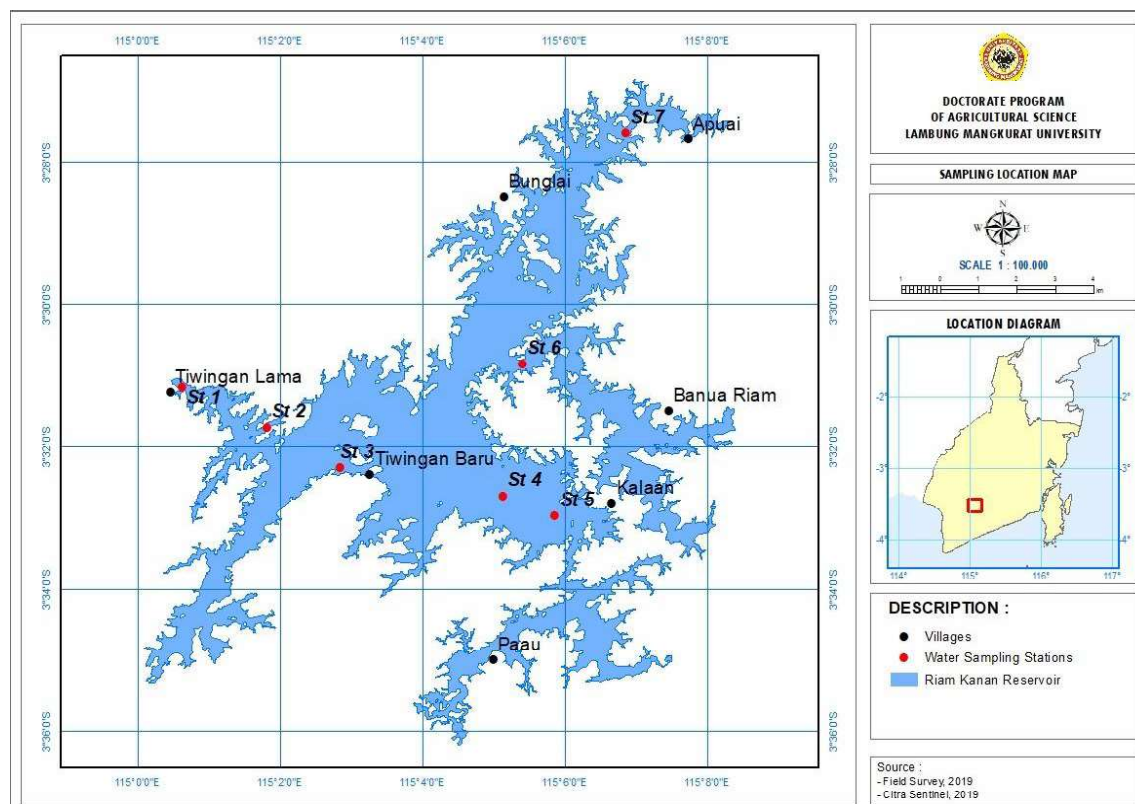 115°0'0"E 115°2'0"E 115°4'0"E 115°6'0"E 115°8'0"E
3°28'0"S 3°28'0"S
3°30'0"S 3°30'0"S
3°32'0"S 3°32'0"S
3°34'0"S 3°34'0"S
3°36'0"S 3°36'0"S
St 7
Apuai
Bunglai
St 6
Tiwingan Lama
St 1
St 2
Banua Riam
St 3
Tiwingan Baru
St 4
St 5
Kalaan
Paau
115°0'0"E 115°2'0"E 115°4'0"E 115°6'0"E 115°8'0"E
DOCTORATE PROGRAM
OF AGRICULTURAL SCIENCE
LAMBUNG MANGKURAT UNIVERSITY
SAMPLING LOCATION MAP
N
W E
S
SCALE 1 : 100.000
1 0 1 2 3 4
km
LOCATION DIAGRAM
-2° -2°
-3° -3°
-4° -4°
114° 115° 116° 117°
DESCRIPTION :
Villages
Water Sampling Stations
Riam Kanan Reservoir
Source :
- Field Survey, 2019
- Citra Sentinel, 2019